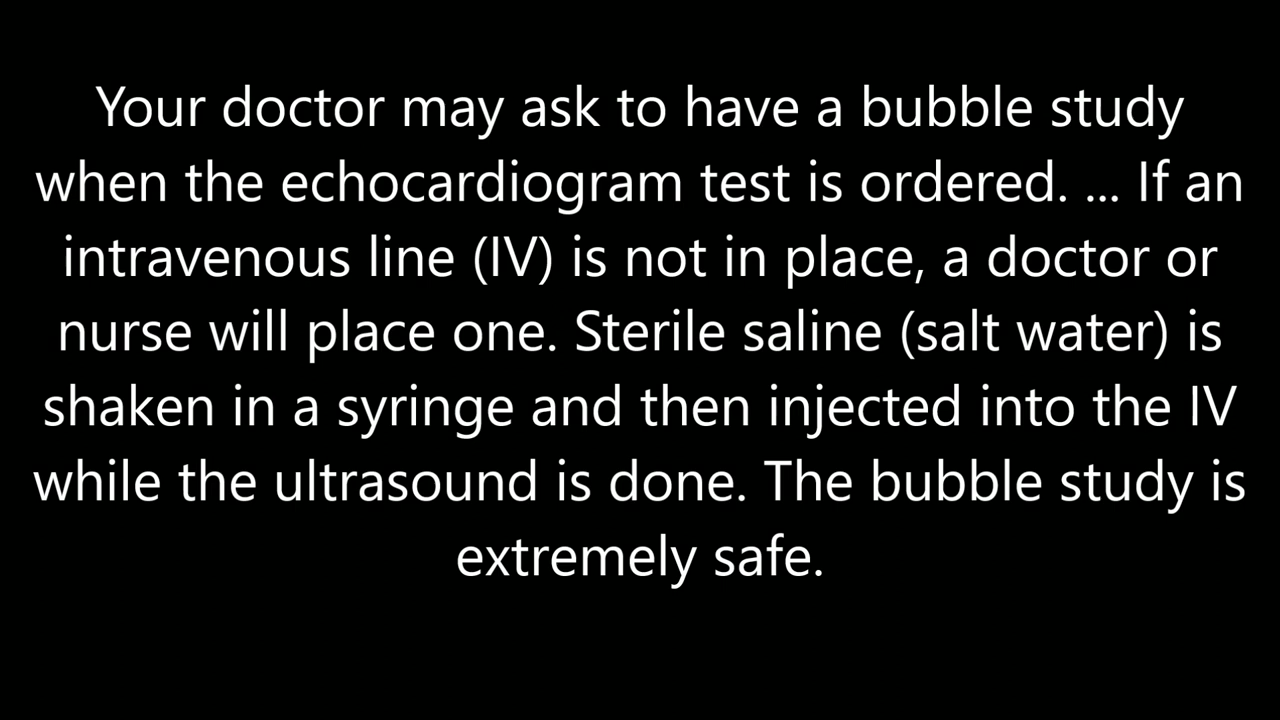 Your doctor may ask to have a bubble study
when the echocardiogram test is ordered. ... If an
intravenous line (IV) is not in place, a doctor or
nurse will place one. Sterile saline (salt water) is
shaken in a syringe and then injected into the IV
while the ultrasound is done. The bubble study is
extremely safe.